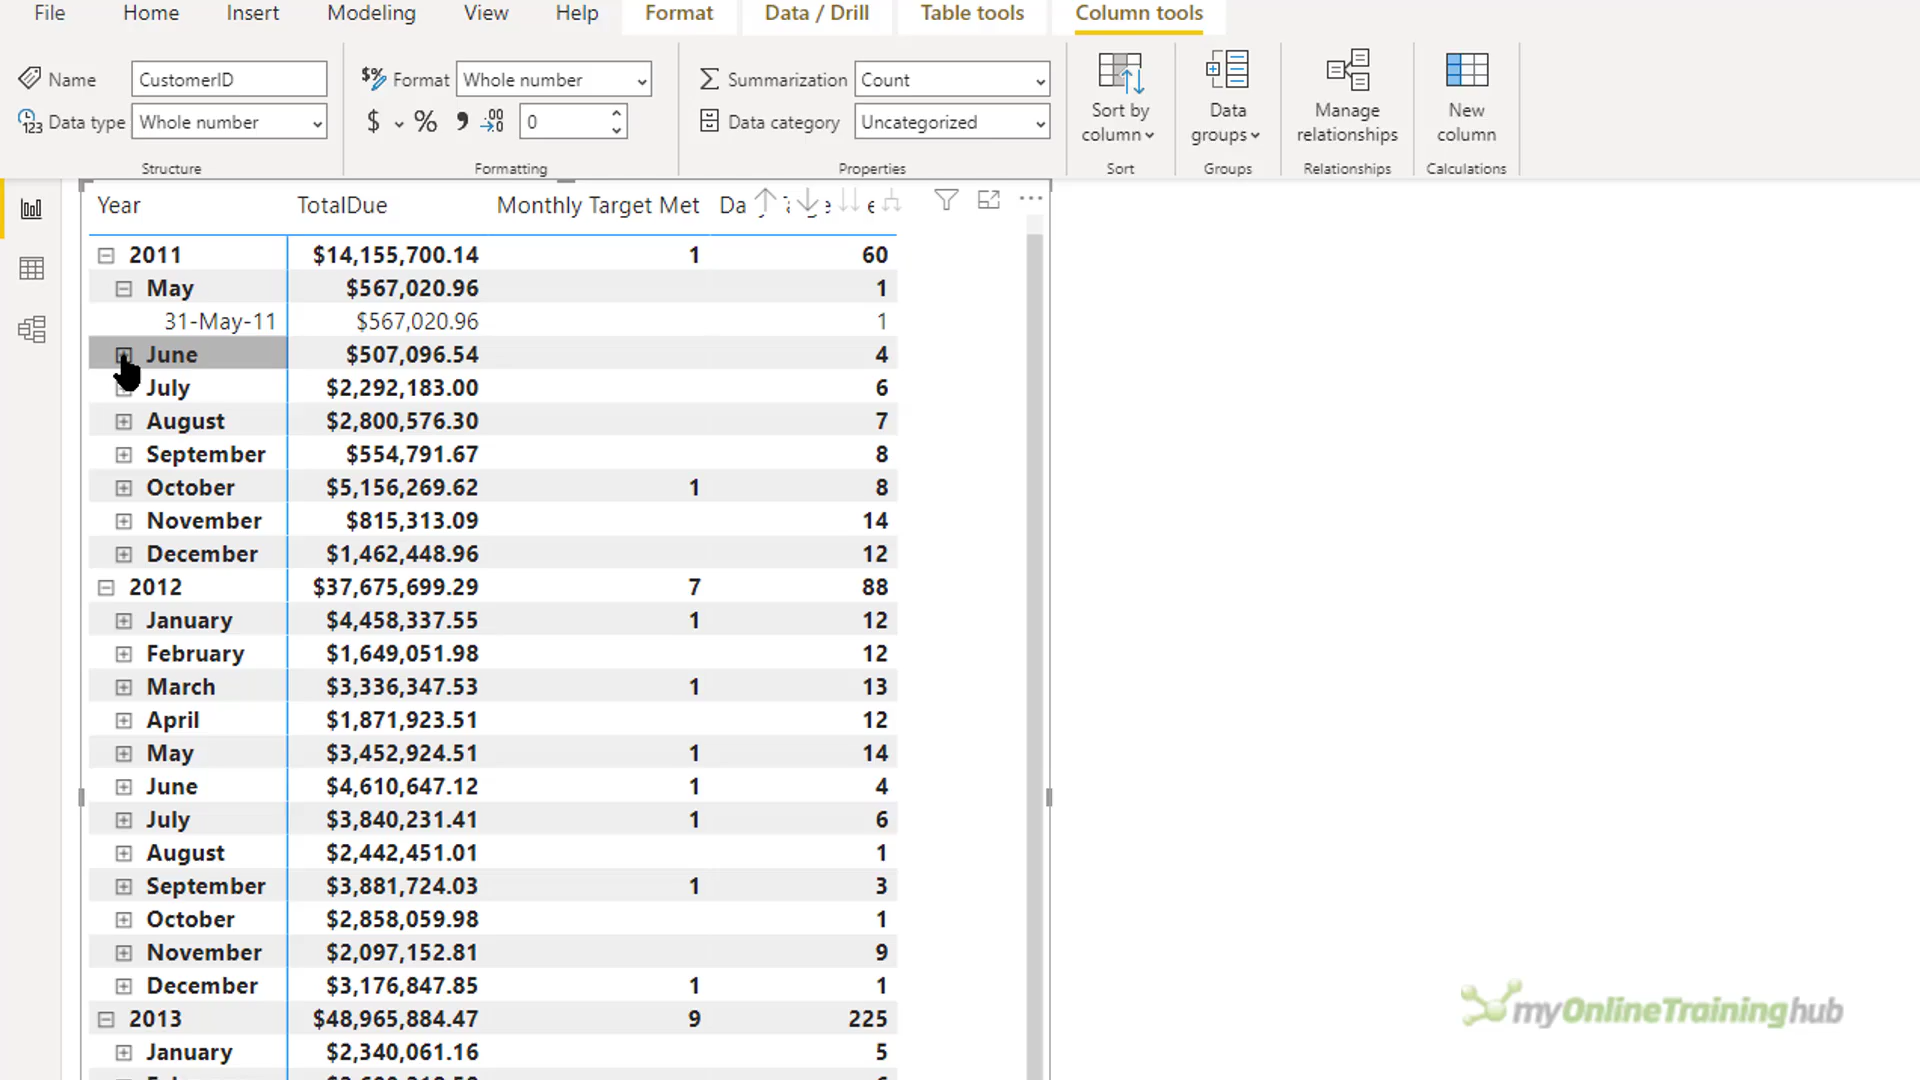 File Home Insert Modeling View Help Format Data / Drill Table tools Column tools
Name CustomerID Format Whole number Summarization Count
Data type Whole number $ % 0 Data category Uncategorized
Sort by column
Data groups
Manage relationships
New column
Structure Formatting Properties Sort Groups Relationships Calculations
Year TotalDue Monthly Target Met
2011 $14,155,700.14 1 60
May $567,020.96 1
31-May-11 $567,020.96 1
June $507,096.54 4
July $2,292,183.00 6
August $2,800,576.30 7
September $554,791.67 8
October $5,156,269.62 1 8
November $815,313.09 14
December $1,462,448.96 12
2012 $37,675,699.29 7 88
January $4,458,337.55 1 12
February $1,649,051.98 12
March $3,336,347.53 1 13
April $1,871,923.51 12
May $3,452,924.51 1 14
June $4,610,647.12 1 4
July $3,840,231.41 1 6
August $2,442,451.01 1
September $3,881,724.03 1 3
October $2,858,059.98 1
November $2,097,152.81 9
December $3,176,847.85 1 1
2013 $48,965,884.47 9 225
January $2,340,061.16 5
myOnlineTraininghub